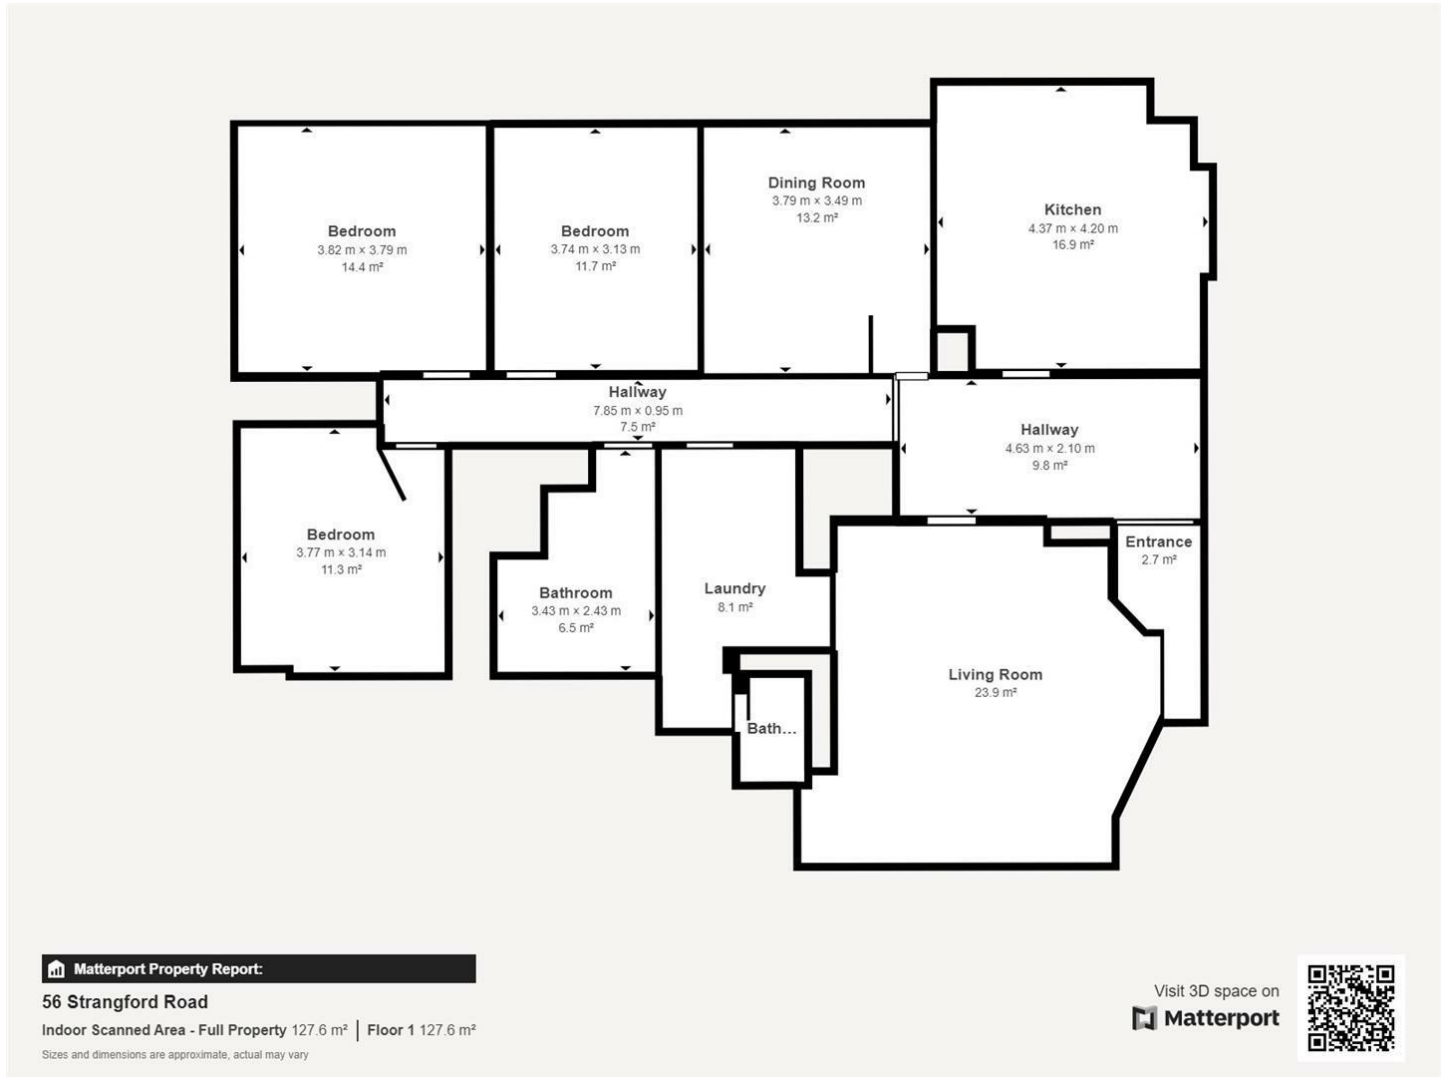 Dining Room
3.79 m × 3.49 m
13.2 m²
Kitchen
4.37 m × 4.20 m
16.9 m²
Bedroom
3.82 m × 3.79 m
14.4 m²
Bedroom
3.74 m × 3.13 m
11.7 m²
Hallway
7.85 m × 0.95 m
7.5 m²
Hallway
4.63 m × 2.10 m
9.8 m²
Bedroom
3.77 m × 3.14 m
11.3 m²
Entrance
2.7 m²
Bathroom
3.43 m × 2.43 m
6.5 m²
Laundry
8.1 m²
Living Room
23.9 m²
Bath...
Matterport Property Report:
56 Strangford Road
Indoor Scanned Area - Full Property 127.6 m² | Floor 1 127.6 m²
Sizes and dimensions are approximate, actual may vary
Visit 3D space on
Matterport